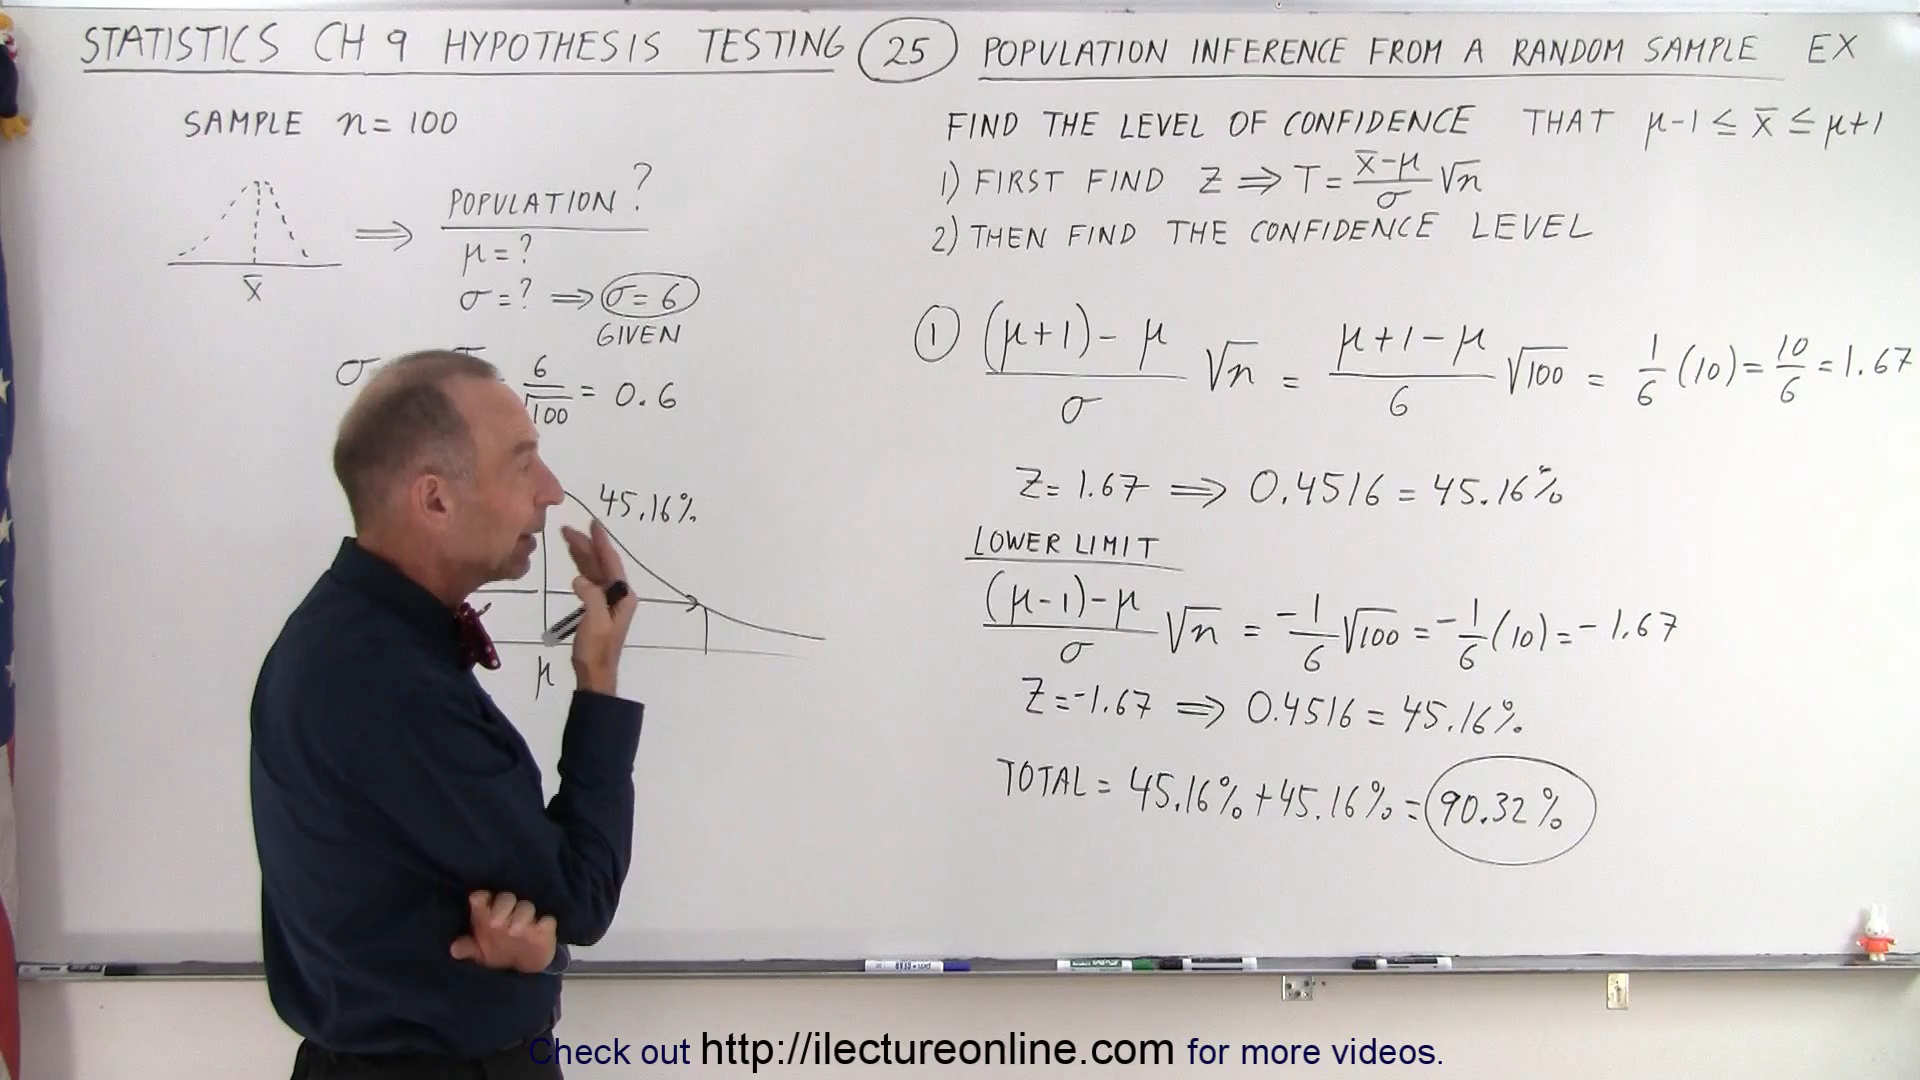 STATISTICS CH 9 HYPOTHESIS TESTING 25 POPULATION INFERENCE FROM A RANDOM SAMPLE EX
SAMPLE n = 100
x̄
POPULATION ?
μ = ?
σ = ? ⇒ σ = 6
GIVEN
σ 6/√100 = 0.6
45.16%
μ
FIND THE LEVEL OF CONFIDENCE THAT μ-1 ≤ x̄ ≤ μ+1
1) FIRST FIND Z ⇒ T = (x̄-μ)/σ √n
2) THEN FIND THE CONFIDENCE LEVEL
① ((μ+1) - μ)/σ √n = (μ+1-μ)/6 √100 = 1/6 (10) = 10/6 = 1.67
Z = 1.67 ⇒ 0.4516 = 45.16%
LOWER LIMIT
((μ-1)-μ)/σ √n = -1/6 √100 = -1/6 (10) = -1.67
Z = -1.67 ⇒ 0.4516 = 45.16%
TOTAL = 45.16% + 45.16% = 90.32%
Check out http://ilectureonline.com for more videos.